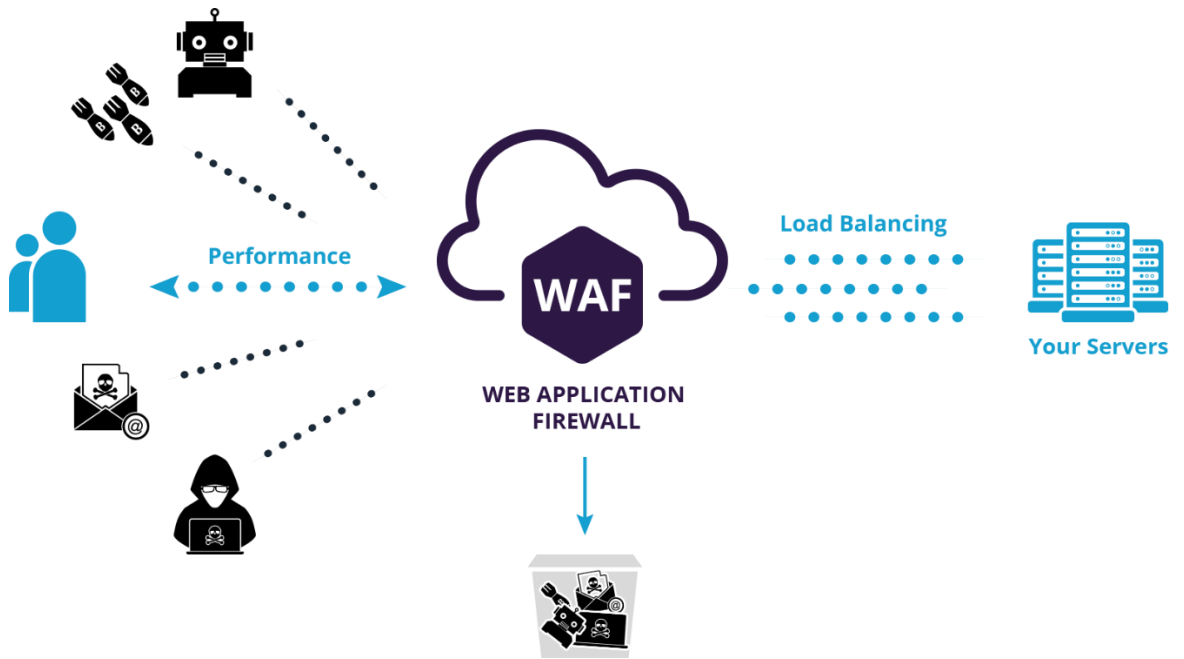 B
B
B
Performance
@
WAF
WEB APPLICATION
FIREWALL
Load Balancing
Your Servers
@